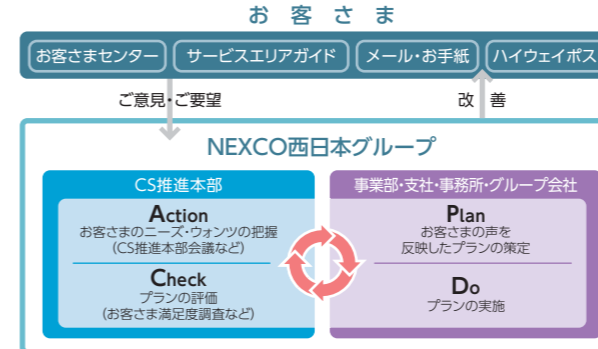 お客さま
お客さまセンター
サービスエリアガイド
メール・お手紙
ハイウェイポス
ご意見・ご要望
改善
NEXCO西日本グループ
CS推進本部
Action
お客さまのニーズ・ウォンツの把握
(CS推進本部会議など)
Check
プランの評価
(お客さま満足度調査など)
事業部・支社・事務所・グループ会社
Plan
お客さまの声を
反映したプランの策定
Do
プランの実施